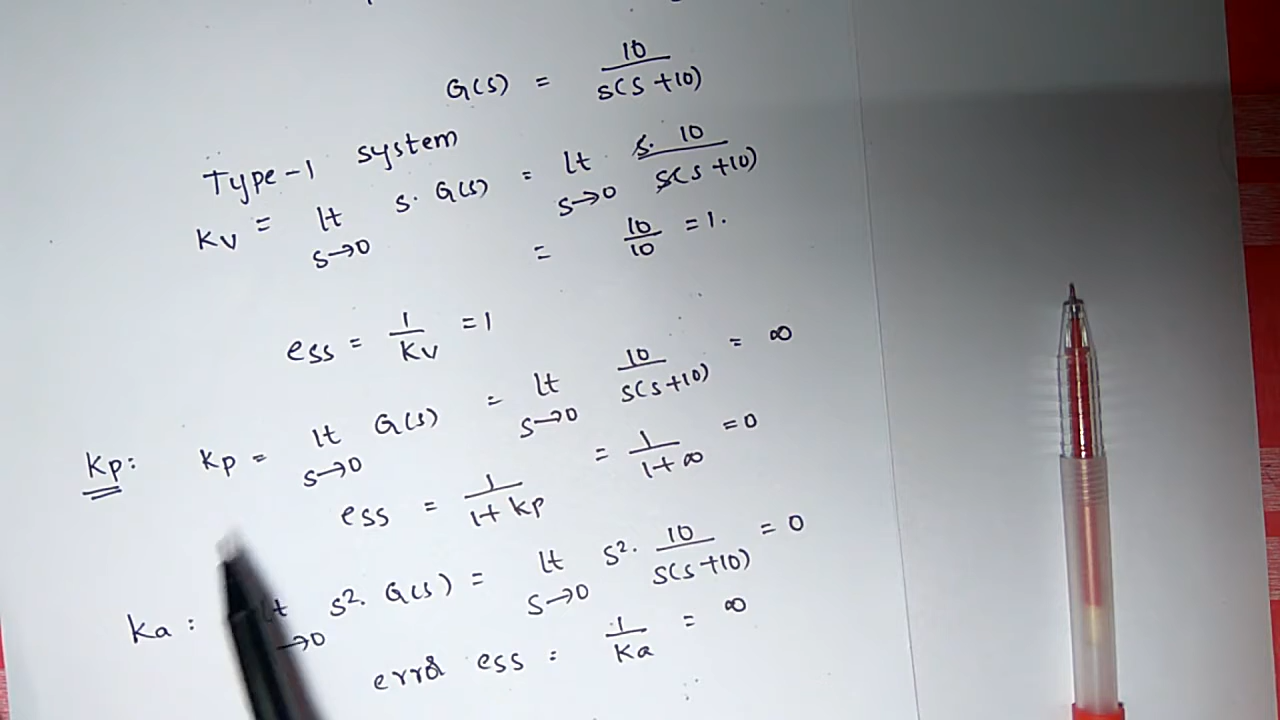 G(s) = 10 / s(s+10)
Type-1 system
Kv = lt s→0 s. G(s) = lt s→0 s. 10 / s(s+10)
= 10/10 = 1.
ess = 1/Kv = 1
Kp: Kp = lt s→0 G(s) = lt s→0 10 / s(s+10) = ∞
ess = 1/1+Kp = 1/1+∞ = 0
Ka: lt →0 s². G(s) = lt s→0 s². 10 / s(s+10) = 0
error ess = 1/Ka = ∞